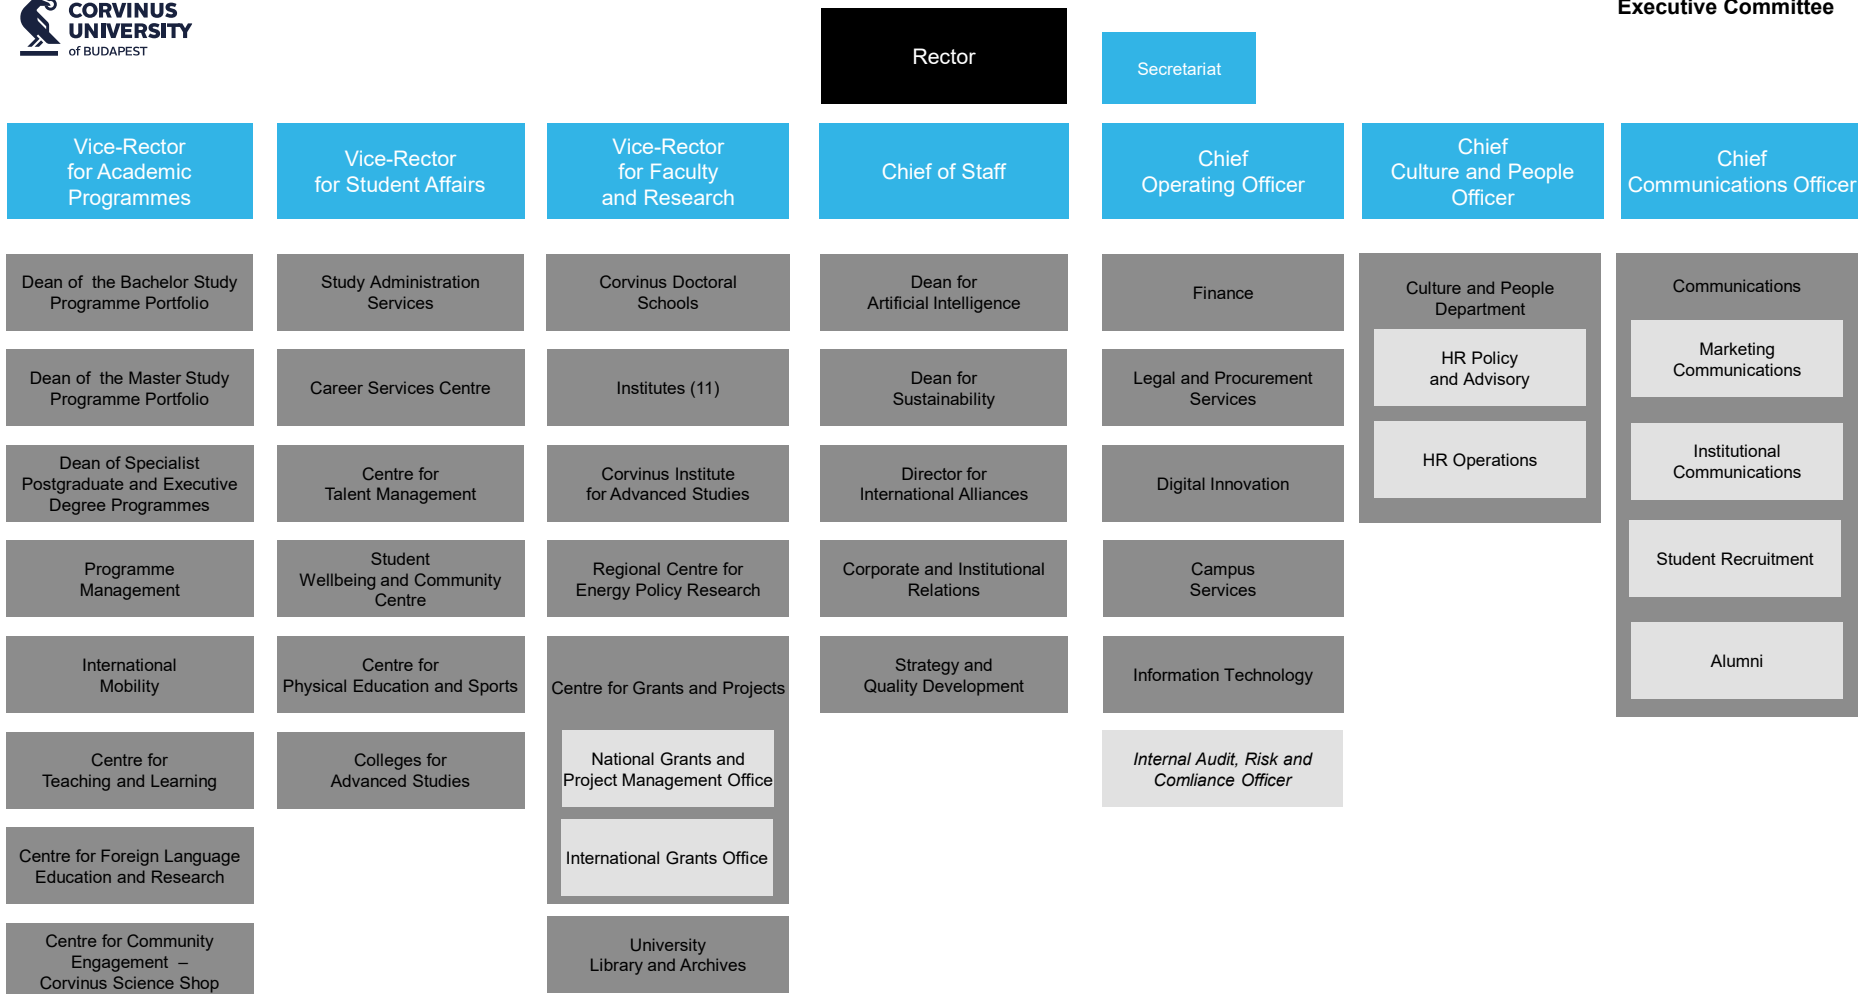 CORVINUS
UNIVERSITY
of BUDAPEST
Executive Committee
Rector
Secretariat
Vice-Rector
for Academic
Programmes
Vice-Rector
for Student Affairs
Vice-Rector
for Faculty
and Research
Chief of Staff
Chief
Operating Officer
Chief
Culture and People
Officer
Chief
Communications Officer
Dean of the Bachelor Study
Programme Portfolio
Dean of the Master Study
Programme Portfolio
Dean of Specialist
Postgraduate and Executive
Degree Programmes
Programme
Management
International
Mobility
Centre for
Teaching and Learning
Centre for Foreign Language
Education and Research
Centre for Community
Engagement –
Corvinus Science Shop
Study Administration
Services
Career Services Centre
Centre for
Talent Management
Student
Wellbeing and Community
Centre
Centre for
Physical Education and Sports
Colleges for
Advanced Studies
Corvinus Doctoral
Schools
Institutes (11)
Corvinus Institute
for Advanced Studies
Regional Centre for
Energy Policy Research
Centre for Grants and Projects
National Grants and
Project Management Office
International Grants Office
University
Library and Archives
Dean for
Artificial Intelligence
Dean for
Sustainability
Director for
International Alliances
Corporate and Institutional
Relations
Strategy and
Quality Development
Finance
Legal and Procurement
Services
Digital Innovation
Campus
Services
Information Technology
Internal Audit, Risk and
Comliance Officer
Culture and People
Department
HR Policy
and Advisory
HR Operations
Communications
Marketing
Communications
Institutional
Communications
Student Recruitment
Alumni